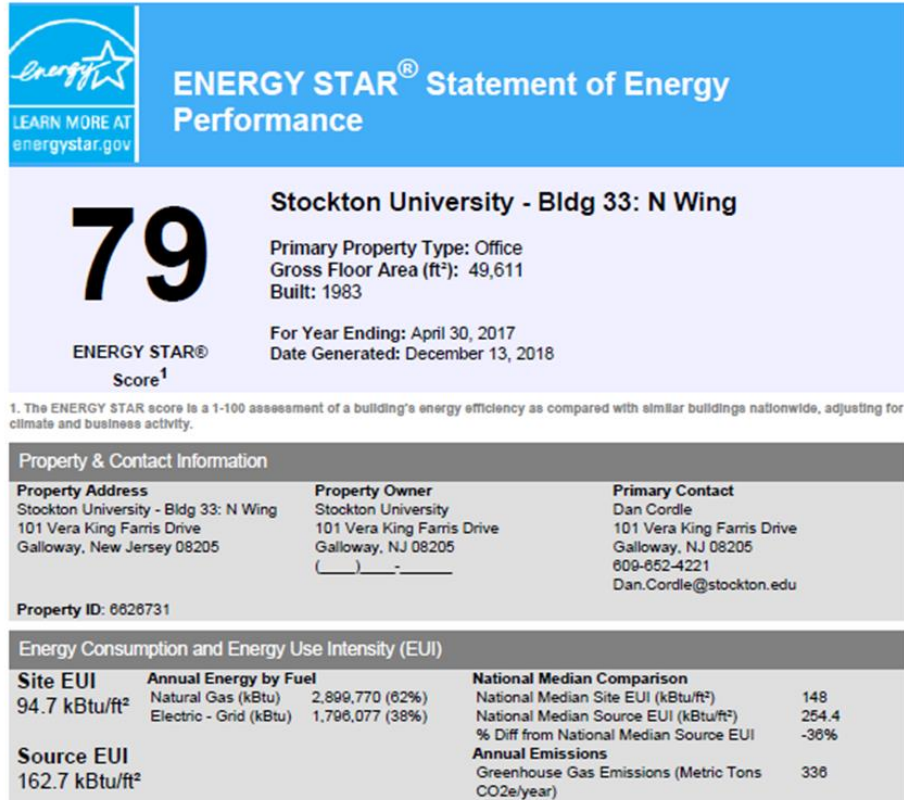 energy
LEARN MORE AT
energystar.gov
ENERGY STAR® Statement of Energy
Performance
79
ENERGY STAR®
Score1
Stockton University - Bldg 33: N Wing
Primary Property Type: Office
Gross Floor Area (ft²): 49,611
Built: 1983
For Year Ending: April 30, 2017
Date Generated: December 13, 2018
1. The ENERGY STAR score is a 1-100 assessment of a building's energy efficiency as compared with similar buildings nationwide, adjusting for
climate and business activity.
Property & Contact Information
Property Address
Stockton University - Bldg 33: N Wing
101 Vera King Farris Drive
Galloway, New Jersey 08205
Property Owner
Stockton University
101 Vera King Farris Drive
Galloway, NJ 08205
(____)____-______
Primary Contact
Dan Cordle
101 Vera King Farris Drive
Galloway, NJ 08205
609-652-4221
Dan.Cordle@stockton.edu
Property ID: 6626731
Energy Consumption and Energy Use Intensity (EUI)
Site EUI
94.7 kBtu/ft²
Annual Energy by Fuel
Natural Gas (kBtu) 2,899,770 (62%)
Electric - Grid (kBtu) 1,796,077 (38%)
Source EUI
162.7 kBtu/ft²
National Median Comparison
National Median Site EUI (kBtu/ft²) 148
National Median Source EUI (kBtu/ft²) 254.4
% Diff from National Median Source EUI -36%
Annual Emissions
Greenhouse Gas Emissions (Metric Tons 336
CO2e/year)